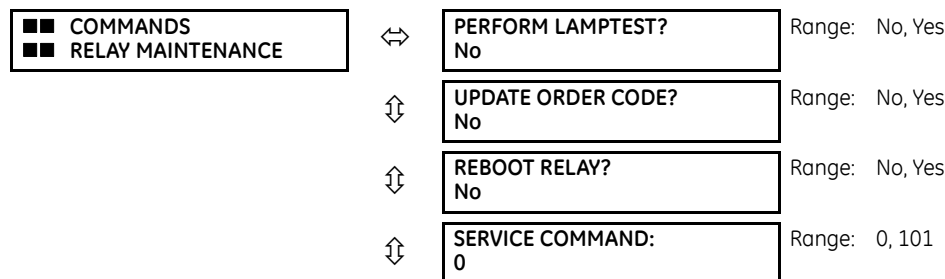 ■■ COMMANDS
■■ RELAY MAINTENANCE
PERFORM LAMPTEST?
No
Range: No, Yes
UPDATE ORDER CODE?
No
Range: No, Yes
REBOOT RELAY?
No
Range: No, Yes
SERVICE COMMAND:
0
Range: 0, 101